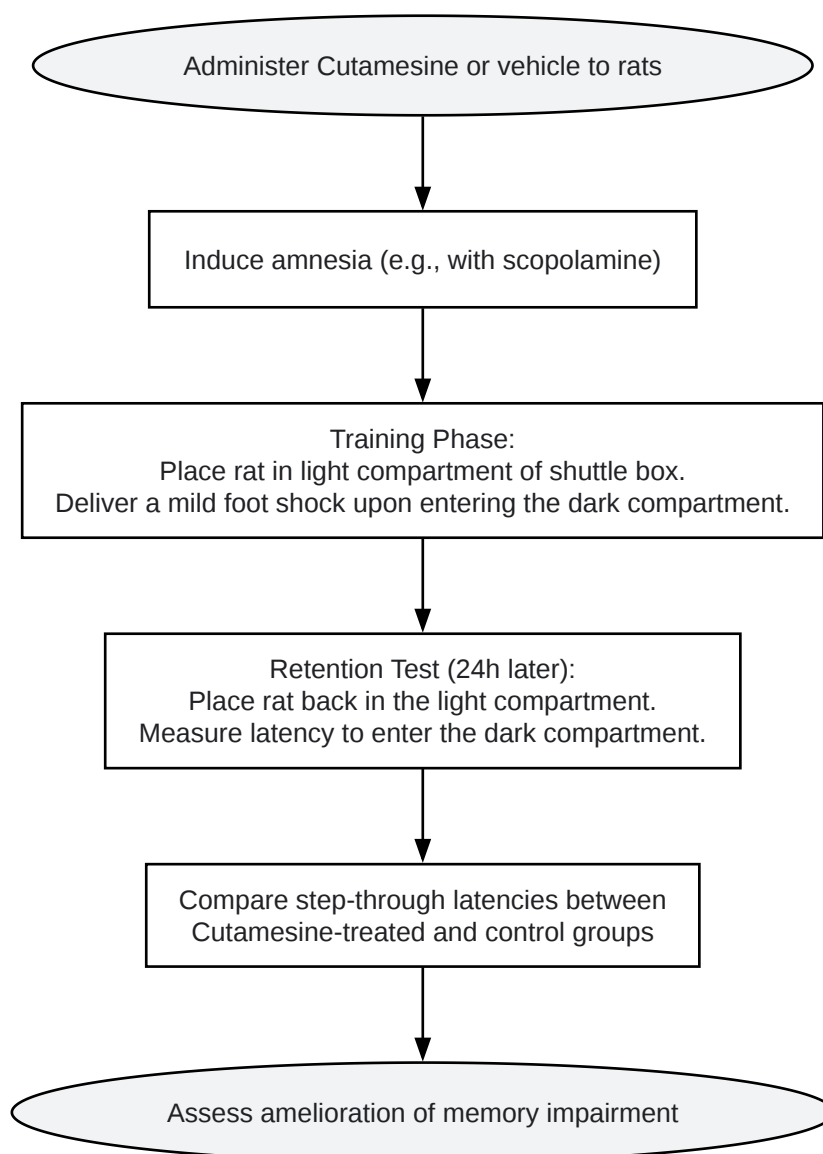 Administer Cutamesine or vehicle to rats
Induce amnesia (e.g., with scopolamine)
Training Phase:
Place rat in light compartment of shuttle box.
Deliver a mild foot shock upon entering the dark compartment.
Retention Test (24h later):
Place rat back in the light compartment.
Measure latency to enter the dark compartment.
Compare step-through latencies between
Cutamesine-treated and control groups
Assess amelioration of memory impairment